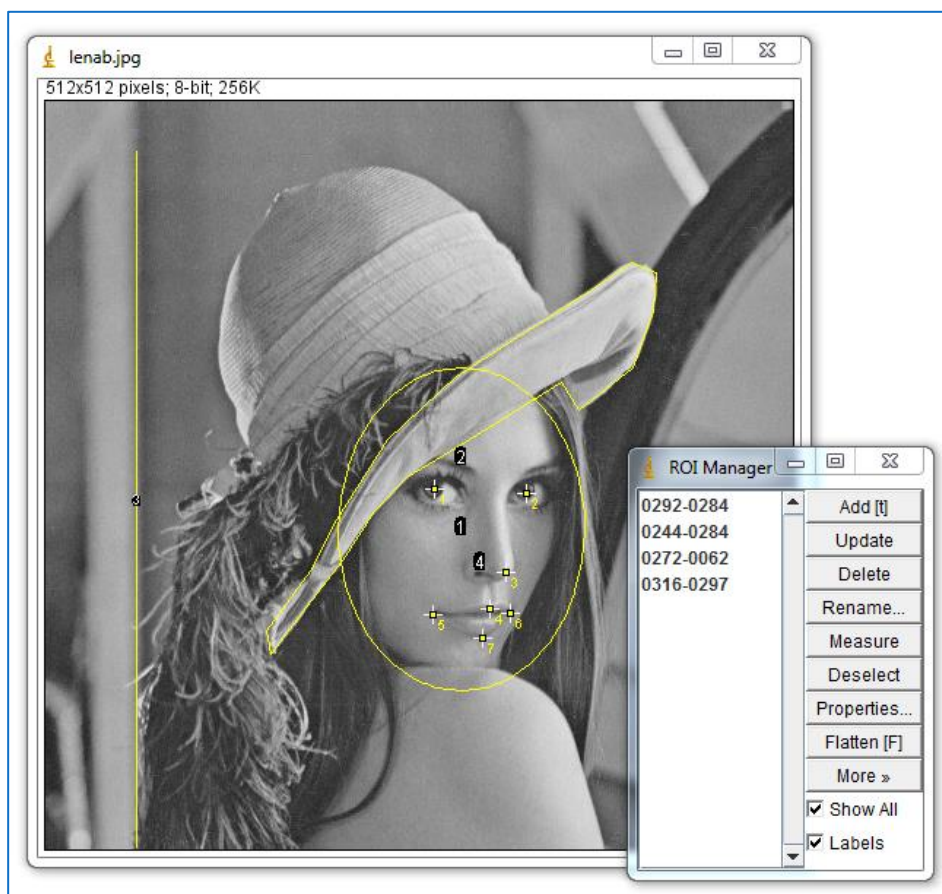 lenab.jpg
512x512 pixels; 8-bit; 256K
2
1
2
1
3
4
3
4
5
6
7
ROI Manager
0292-0284
0244-0284
0272-0062
0316-0297
Add [t]
Update
Delete
Rename...
Measure
Deselect
Properties...
Flatten [F]
More »
Show All
Labels